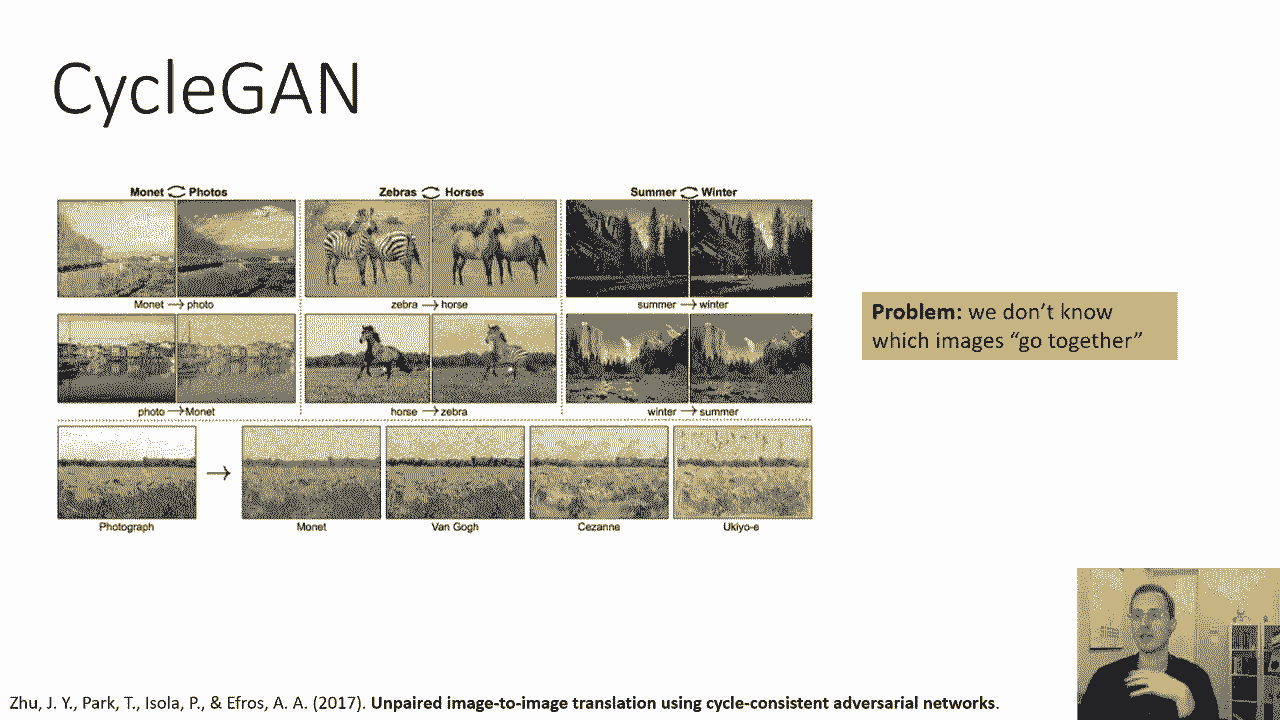 CycleGAN
Monet Photos
Zebras Horses
Summer Winter
Monet → photo
zebra → horse
summer → winter
Problem: we don’t know
which images “go together”
photo → Monet
horse → zebra
winter → summer
→
Photograph
Monet
Van Gogh
Cezanne
Ukiyo-e
Zhu, J. Y., Park, T., Isola, P., & Efros, A. A. (2017). Unpaired image-to-image translation using cycle-consistent adversarial networks.